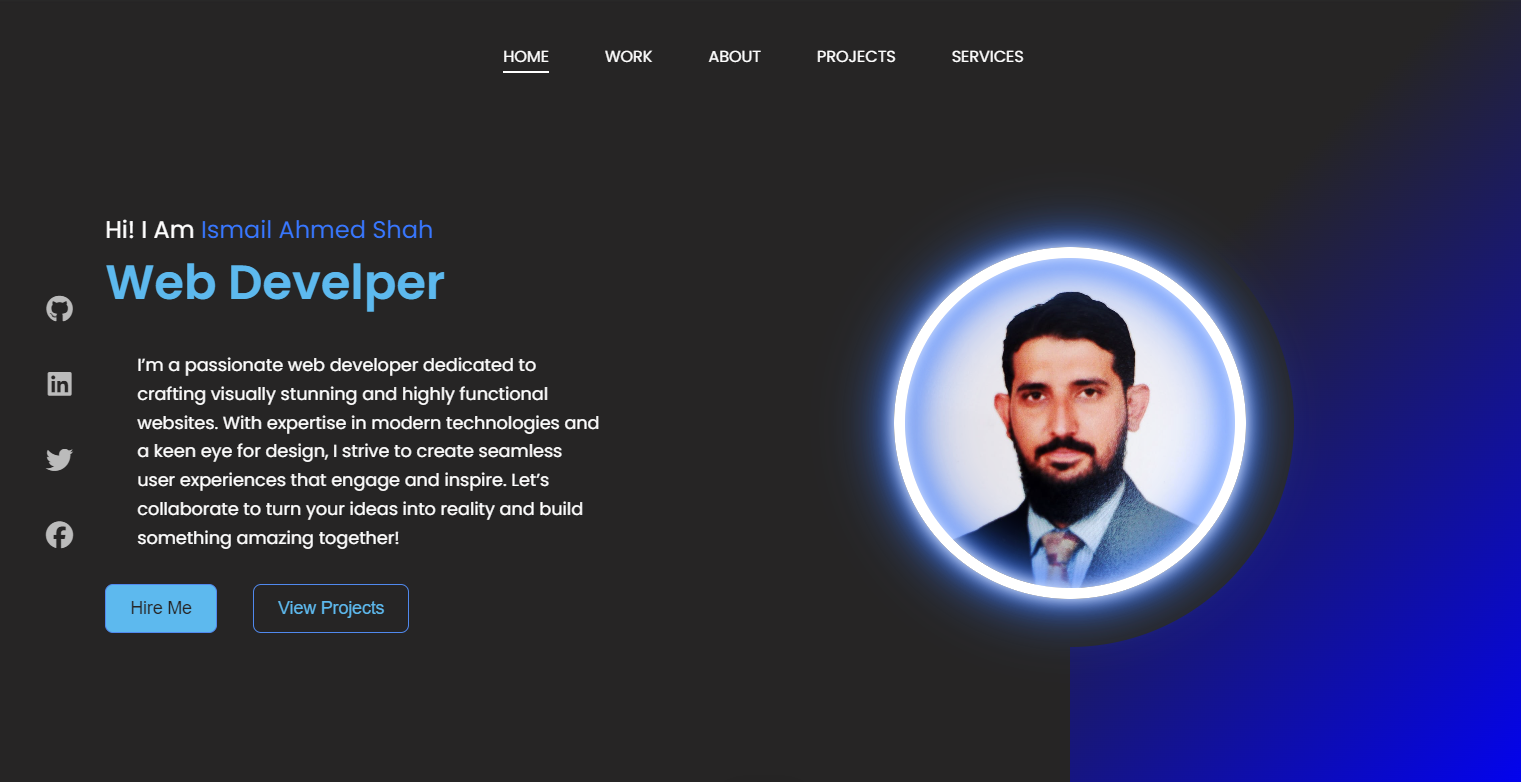 HOME WORK ABOUT PROJECTS SERVICES
Hi! I Am Ismail Ahmed Shah
Web Develper
I’m a passionate web developer dedicated to
crafting visually stunning and highly functional
websites. With expertise in modern technologies and
a keen eye for design, I strive to create seamless
user experiences that engage and inspire. Let’s
collaborate to turn your ideas into reality and build
something amazing together!
Hire Me View Projects